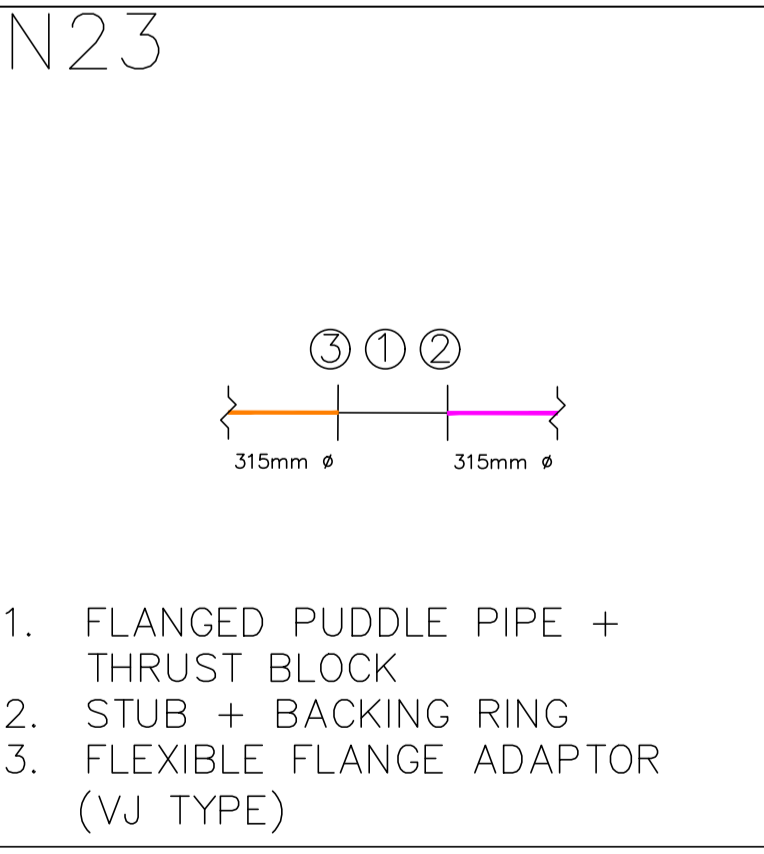 N23
③ ① ②
315mm ø 315mm ø
1. FLANGED PUDDLE PIPE +
THRUST BLOCK
2. STUB + BACKING RING
3. FLEXIBLE FLANGE ADAPTOR
(VJ TYPE)